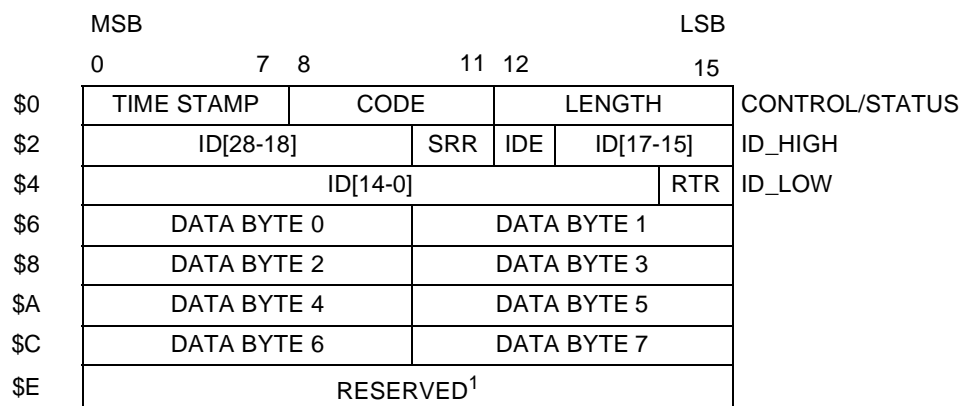 MSB LSB
0 7 8 11 12 15
$0 TIME STAMP CODE LENGTH CONTROL/STATUS
$2 ID[28-18] SRR IDE ID[17-15] ID_HIGH
$4 ID[14-0] RTR ID_LOW
$6 DATA BYTE 0 DATA BYTE 1
$8 DATA BYTE 2 DATA BYTE 3
$A DATA BYTE 4 DATA BYTE 5
$C DATA BYTE 6 DATA BYTE 7
$E RESERVED1